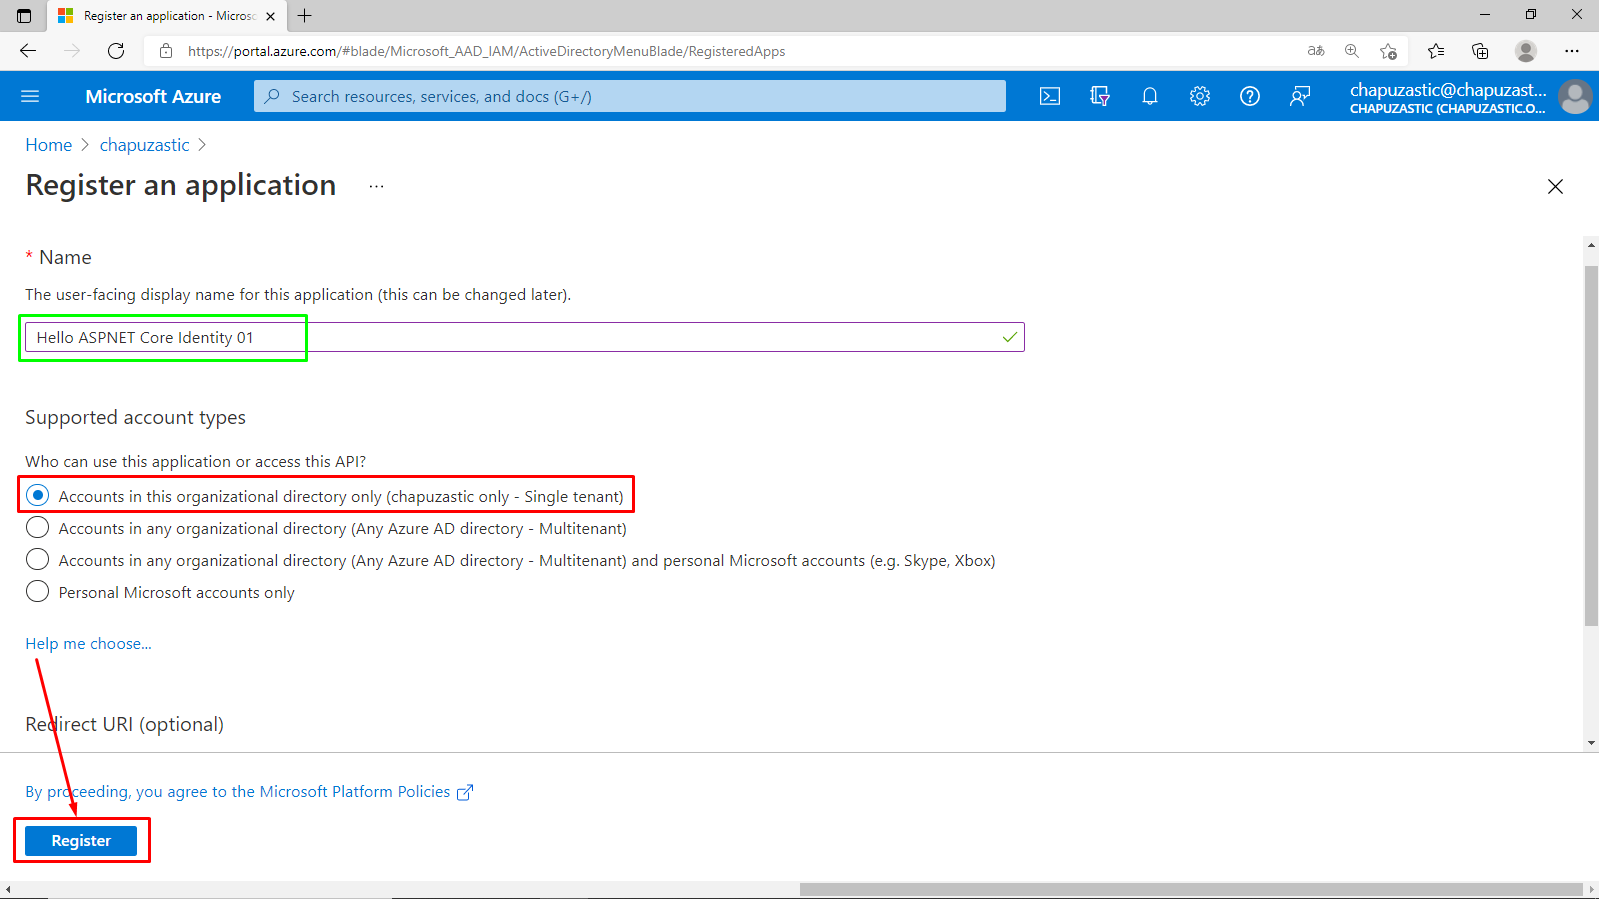 Register an application - Microsc
https://portal.azure.com/#blade/Microsoft_AAD_IAM/ActiveDirectoryMenuBlade/RegisteredApps
aあ
Microsoft Azure
Search resources, services, and docs (G+/)
chapuzastic@chapuzast...
CHAPUZASTIC (CHAPUZASTIC.O...
Home > chapuzastic >
Register an application ...
* Name
The user-facing display name for this application (this can be changed later).
Hello ASPNET Core Identity 01
Supported account types
Who can use this application or access this API?
Accounts in this organizational directory only (chapuzastic only - Single tenant)
Accounts in any organizational directory (Any Azure AD directory - Multitenant)
Accounts in any organizational directory (Any Azure AD directory - Multitenant) and personal Microsoft accounts (e.g. Skype, Xbox)
Personal Microsoft accounts only
Help me choose...
Redirect URI (optional)
By proceeding, you agree to the Microsoft Platform Policies
Register